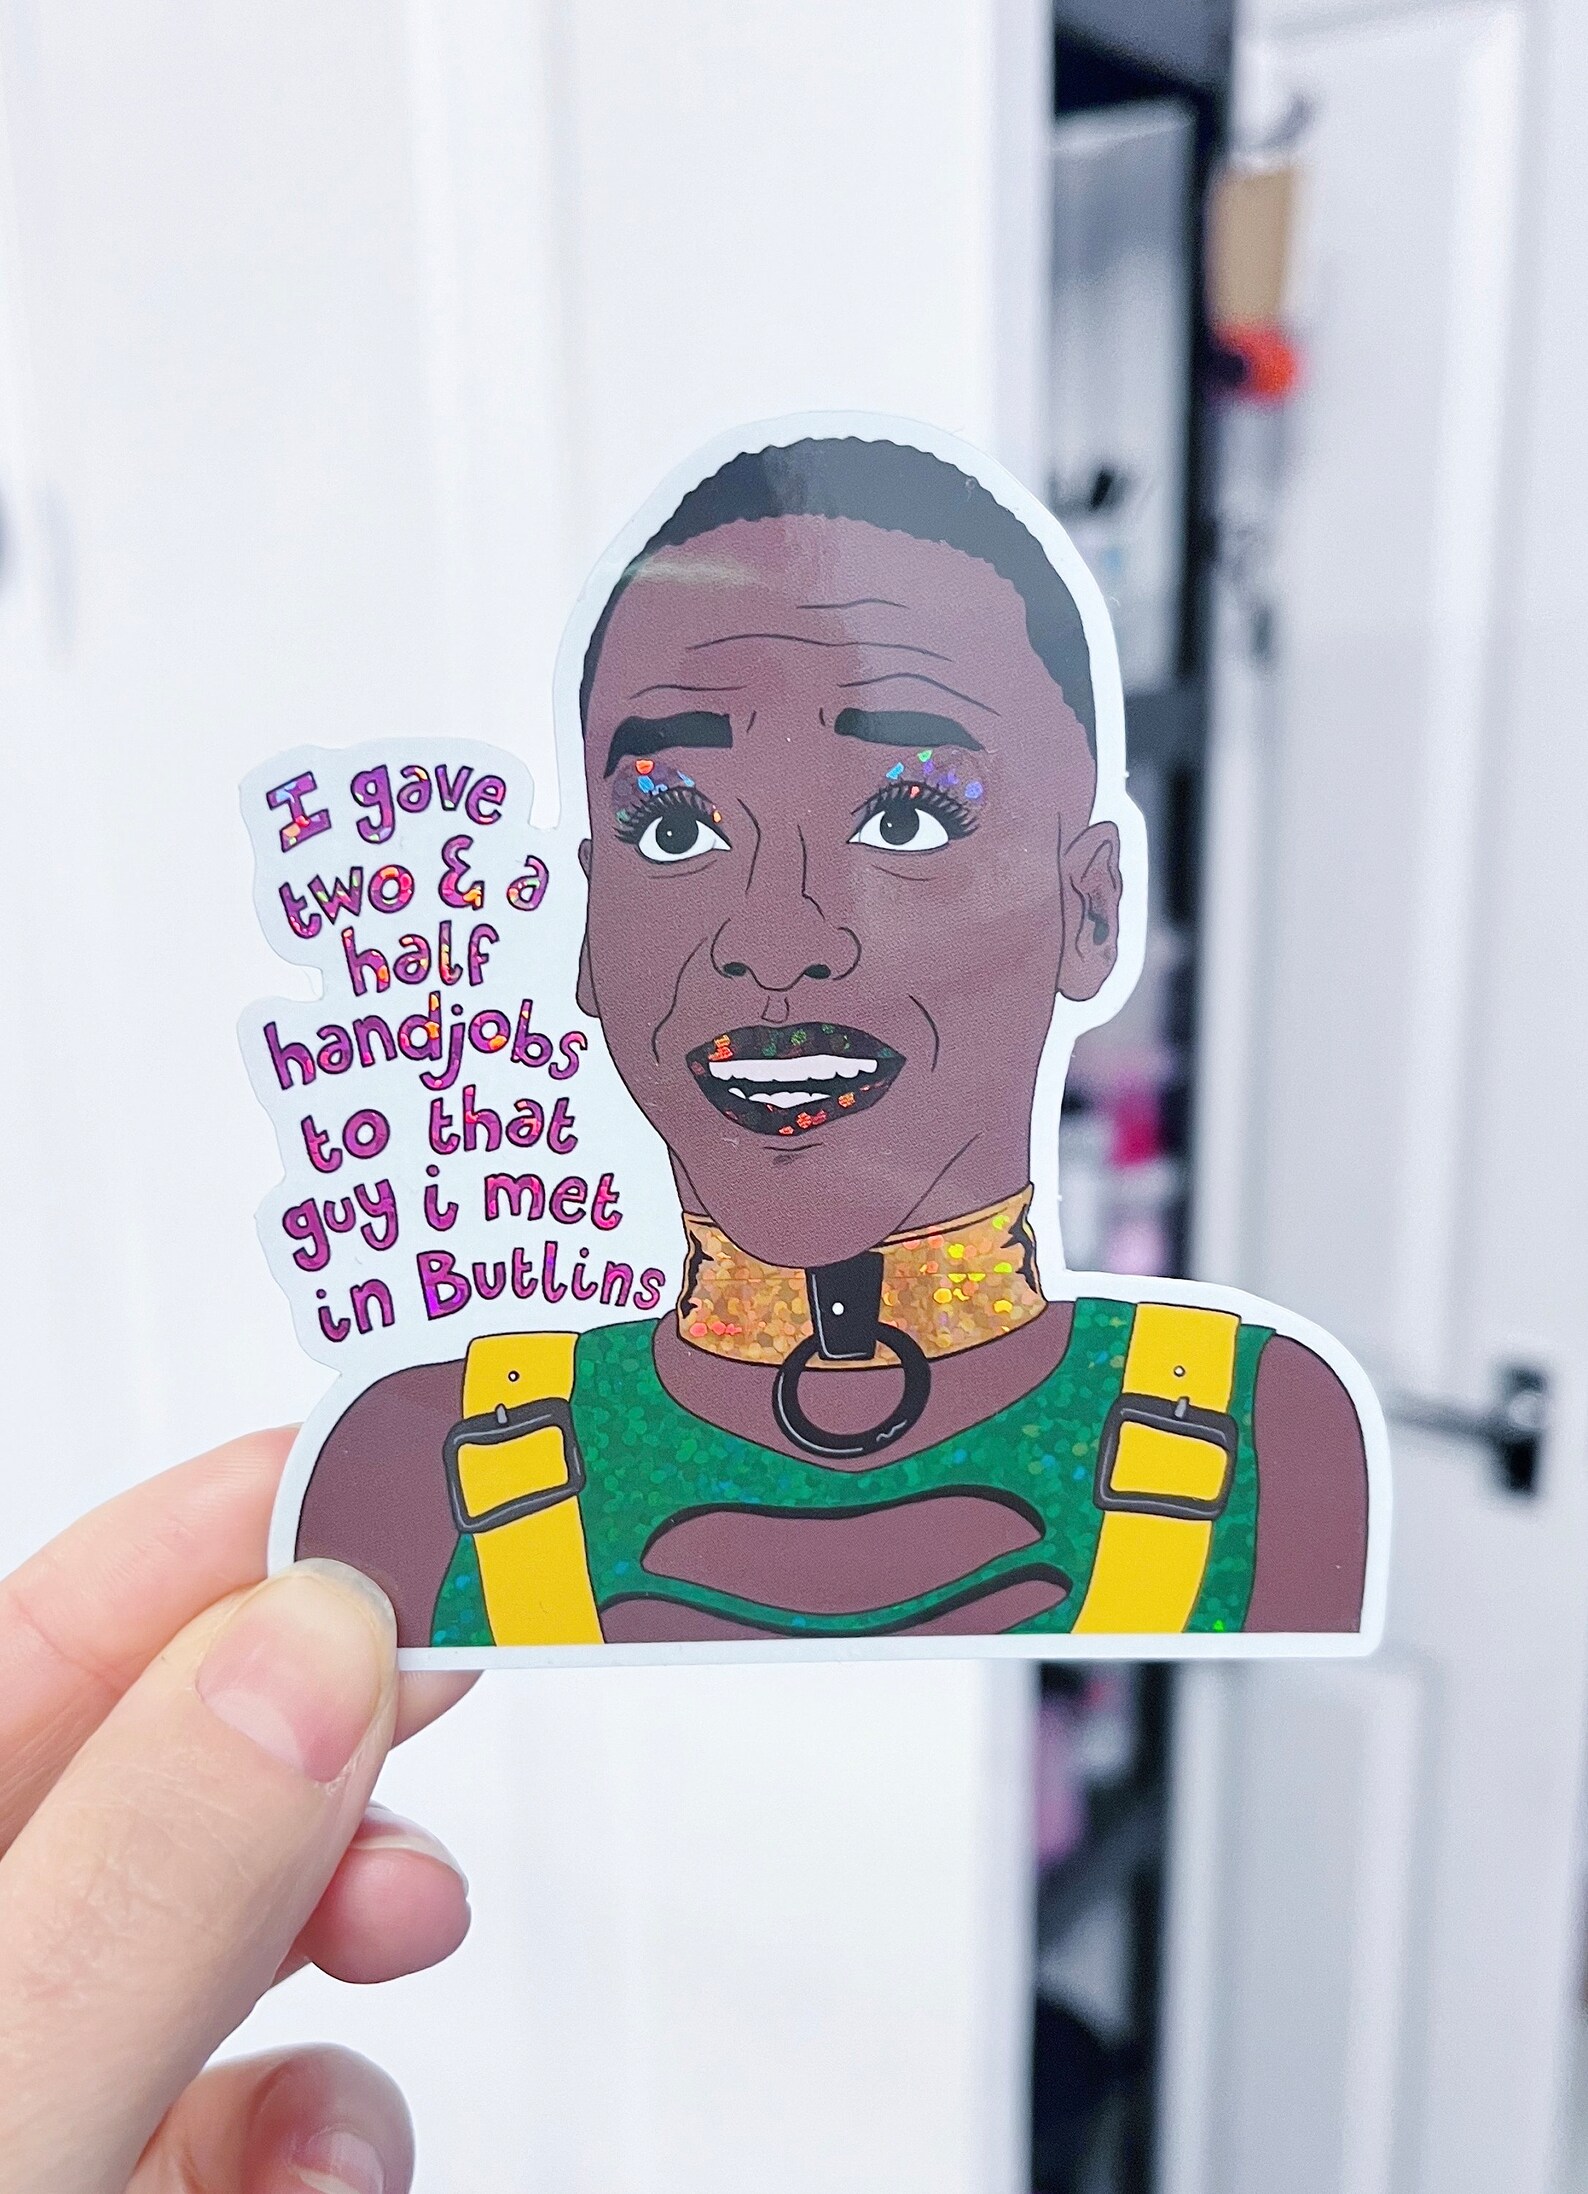 I gave
two & a
half
handjobs
to that
guy i met
in Butlins